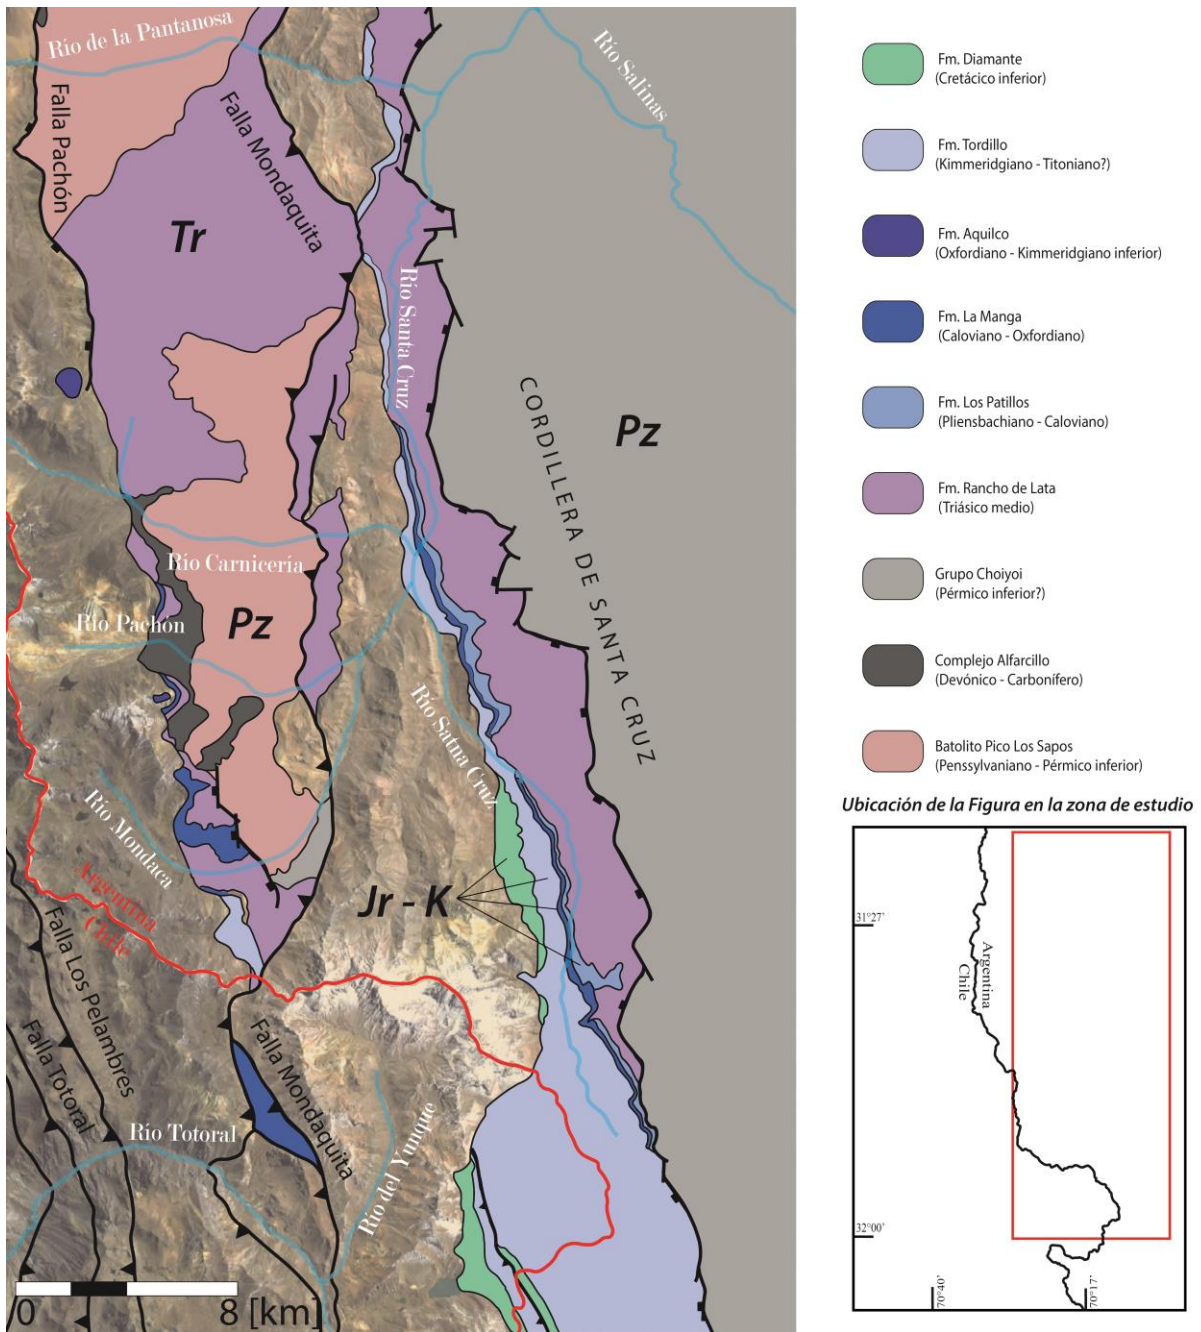 Río de la Pantanosa
Río Salinas
Falla Pachón
Falla Mondaquita
Tr
Río Santa Cruz
Pz
CORDILLERA DE SANTA CRUZ
Río Carnicería
Río Pachón
Pz
Río Satna Cruz
Río Mondaca
Argentina
Chile
Jr - K
Falla Los Pelambres
Falla Totoral
Falla Mondaquita
Río Totoral
Río del Yunque
0 8 [km]
Fm. Diamante
(Cretácico inferior)
Fm. Tordillo
(Kimmeridgiano - Titoniano?)
Fm. Aquilco
(Oxfordiano - Kimmeridgiano inferior)
Fm. La Manga
(Caloviano - Oxfordiano)
Fm. Los Patillos
(Pliensbachiano - Caloviano)
Fm. Rancho de Lata
(Triásico medio)
Grupo Choiyoi
(Pérmico inferior?)
Complejo Alfarcillo
(Devónico - Carbonífero)
Batolito Pico Los Sapos
(Penssylvaniano - Pérmico inferior)
Ubicación de la Figura en la zona de estudio
31°27'
Argentina
Chile
32°00'
70°40'
70°17'